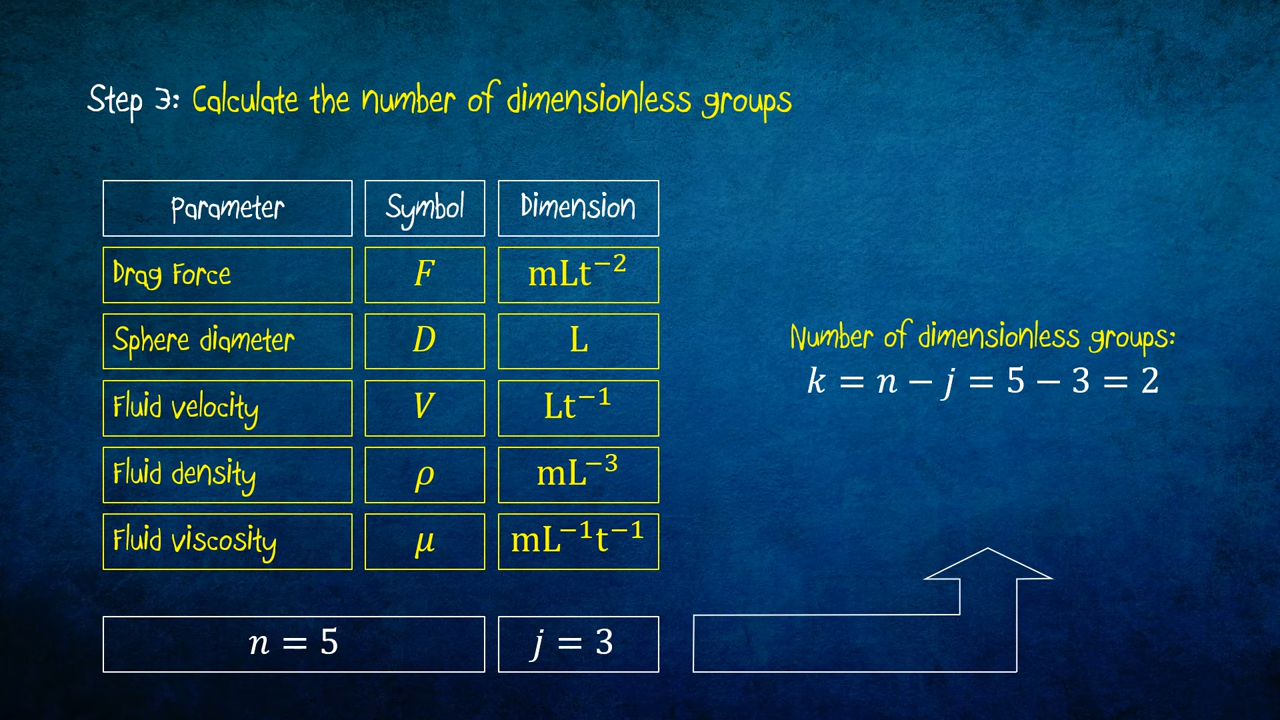 Step 3: Calculate the number of dimensionless groups
Parameter Symbol Dimension
Drag Force F mLt⁻²
Sphere diameter D L
Fluid velocity V Lt⁻¹
Fluid density ρ mL⁻³
Fluid viscosity μ mL⁻¹t⁻¹
n = 5 j = 3
Number of dimensionless groups:
k = n − j = 5 − 3 = 2